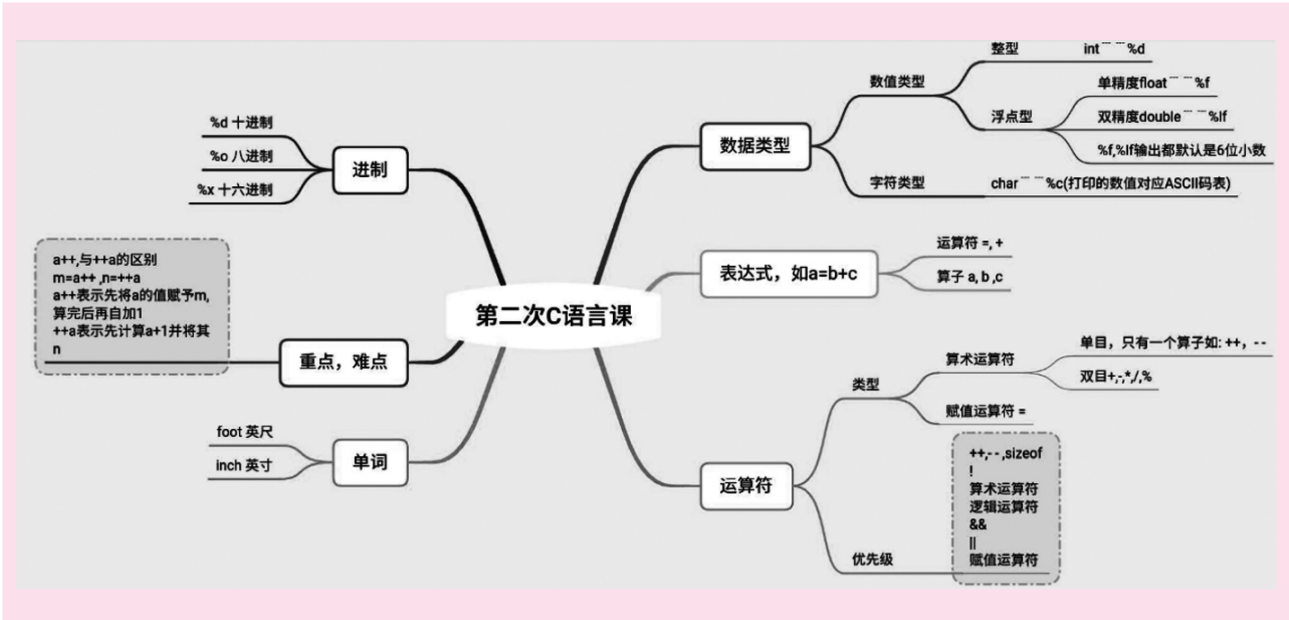 第二次C语言课
进制
%d 十进制
%o 八进制
%x 十六进制
重点，难点
a++,与++a的区别
m=a++ ,n=++a
a++表示先将a的值赋予m,
算完后再自加1
++a表示先计算a+1并将其
n
单词
foot 英尺
inch 英寸
数据类型
数值类型
整型
int￣￣%d
浮点型
单精度float￣￣%f
双精度double￣￣%lf
%f,%lf输出都默认是6位小数
字符类型
char￣￣%c(打印的数值对应ASCII码表)
表达式，如a=b+c
运算符 =, +
算子 a, b ,c
运算符
类型
算术运算符
单目，只有一个算子如: ++，- -
双目+,-,*,/,%
赋值运算符 =
优先级
++,- - ,sizeof
!
算术运算符
逻辑运算符
&&
||
赋值运算符